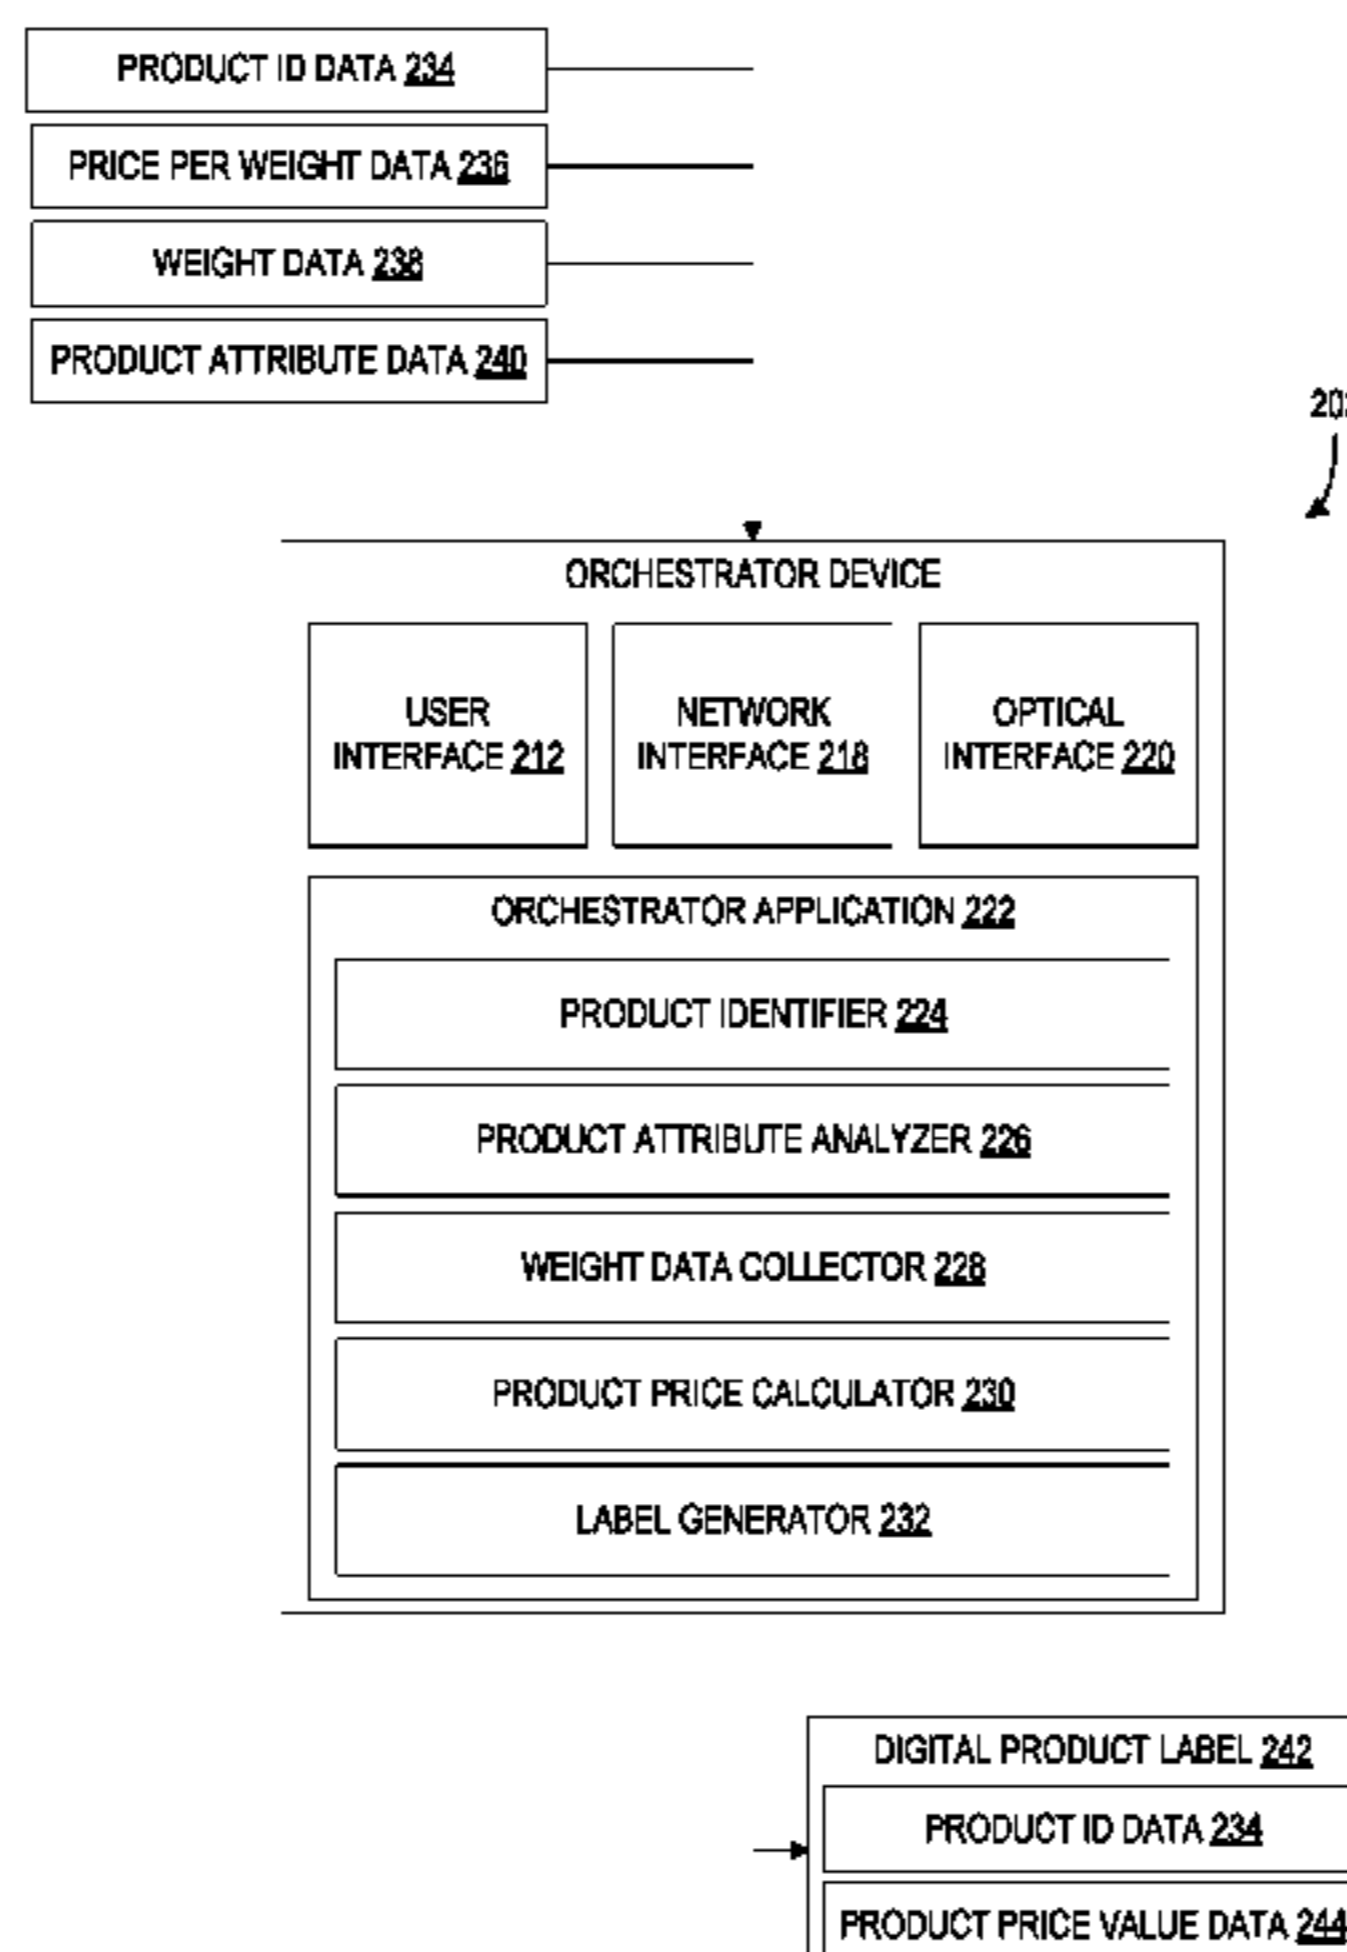 PRODUCT ID DATA 234
PRICE PER WEIGHT DATA 236
WEIGHT DATA 238
PRODUCT ATTRIBUTE DATA 240
ORCHESTRATOR DEVICE
USER
INTERFACE 212
NETWORK
INTERFACE 218
OPTICAL
INTERFACE 220
ORCHESTRATOR APPLICATION 222
PRODUCT IDENTIFIER 224
PRODUCT ATTRIBUTE ANALYZER 226
WEIGHT DATA COLLECTOR 228
PRODUCT PRICE CALCULATOR 230
LABEL GENERATOR 232
DIGITAL PRODUCT LABEL 242
PRODUCT ID DATA 234
PRODUCT PRICE VALUE DATA 244